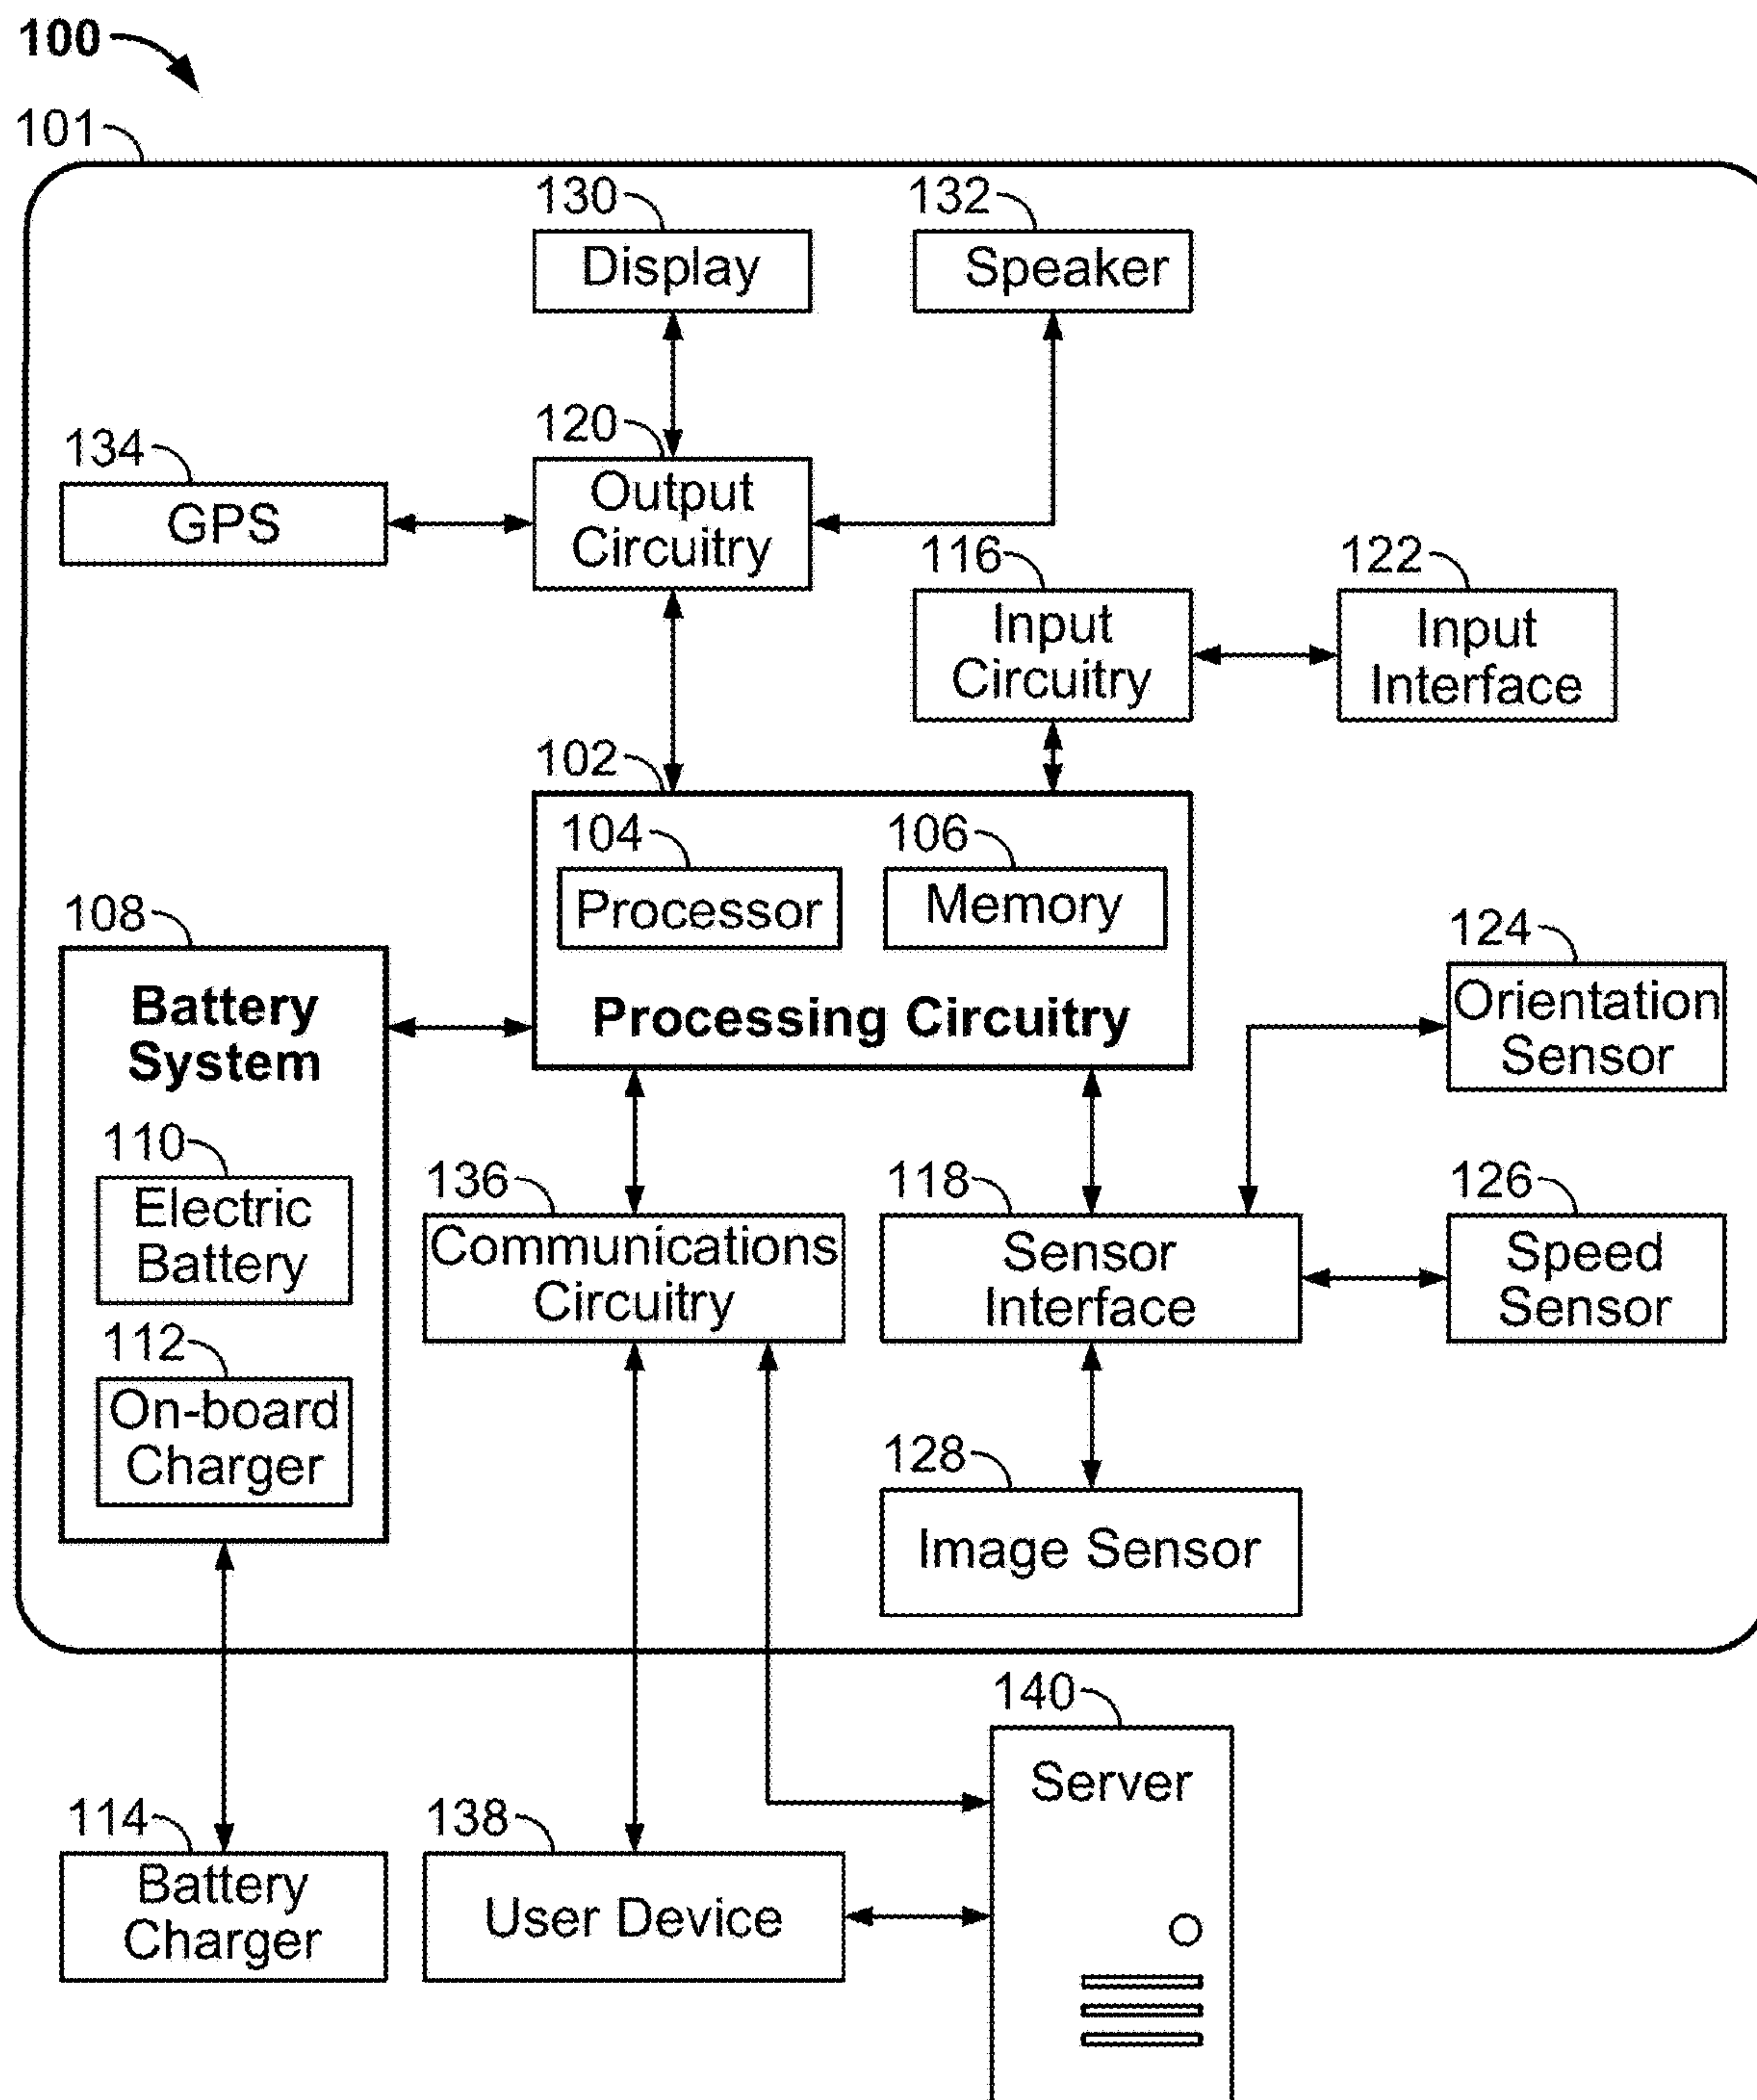 100
101
130
Display
132
Speaker
134
GPS
120
Output
Circuitry
116
Input
Circuitry
122
Input
Interface
102
104
Processor
106
Memory
Processing Circuitry
108
Battery
System
110
Electric
Battery
112
On-board
Charger
124
Orientation
Sensor
136
Communications
Circuitry
118
Sensor
Interface
126
Speed
Sensor
128
Image Sensor
140
Server
114
Battery
Charger
138
User Device